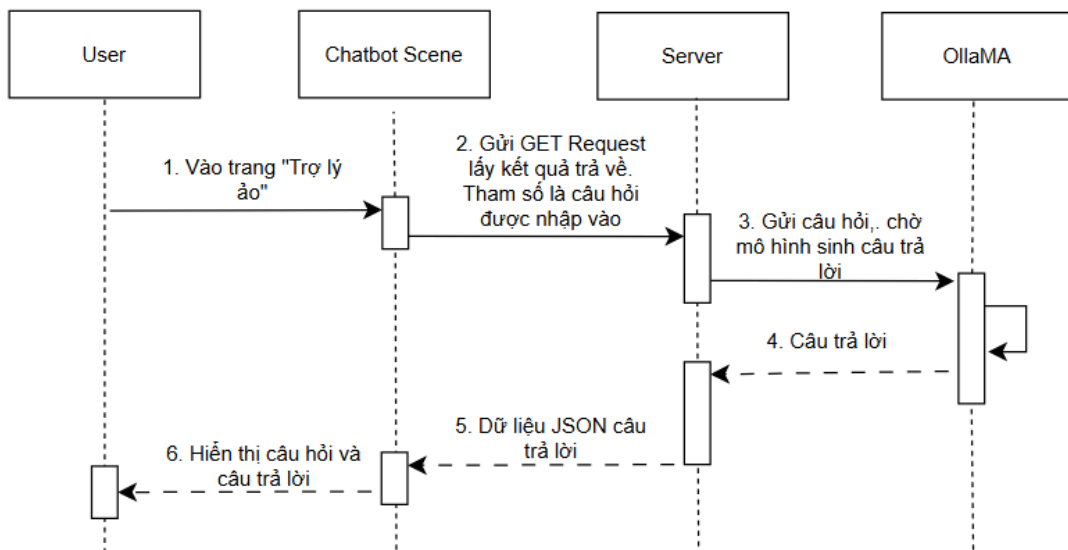 User
Chatbot Scene
Server
OllaMA
1. Vào trang "Trợ lý
ảo"
2. Gửi GET Request
lấy kết quả trả về.
Tham số là câu hỏi
được nhập vào
3. Gửi câu hỏi,. chờ
mô hình sinh câu trả
lời
4. Câu trả lời
5. Dữ liệu JSON câu
trả lời
6. Hiển thị câu hỏi và
câu trả lời